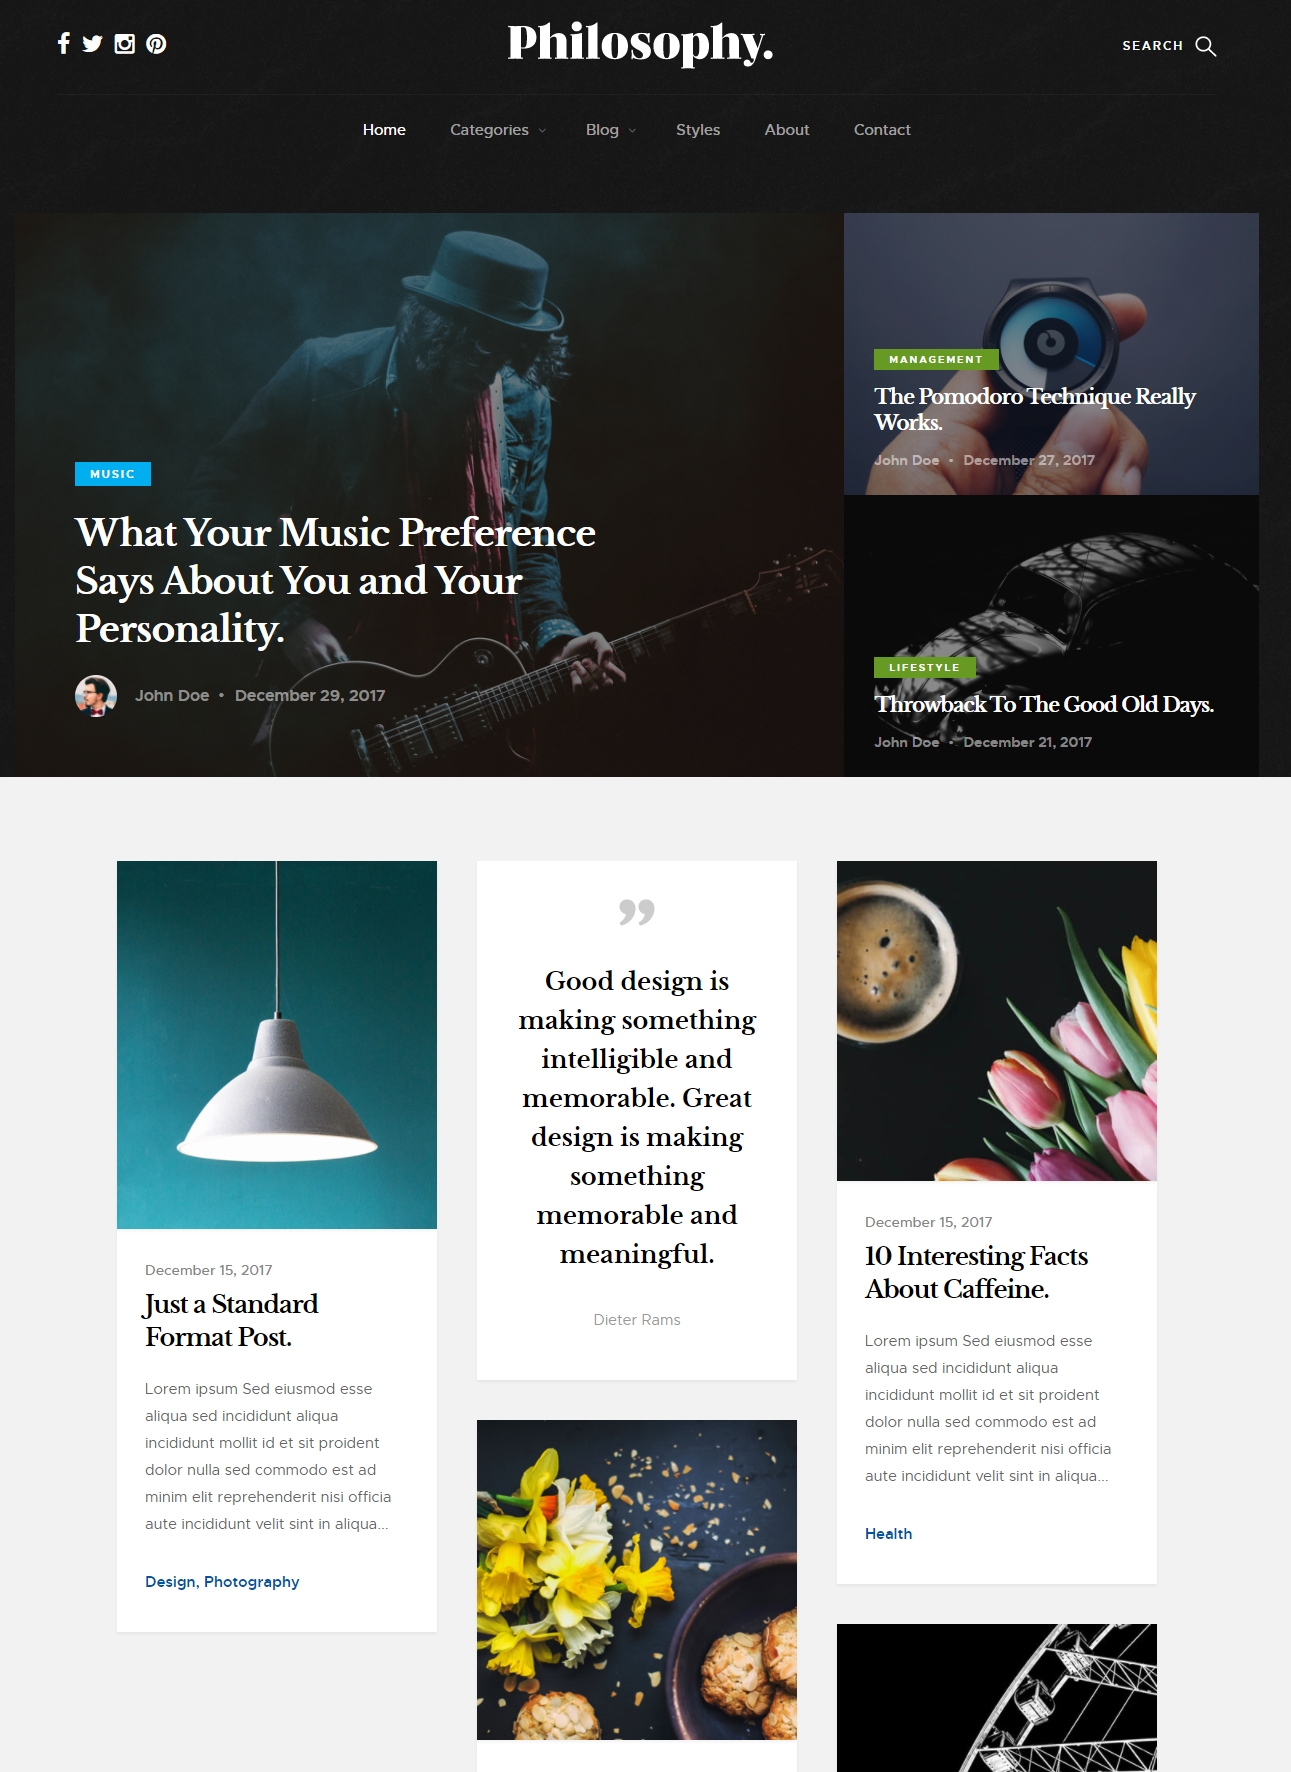 Philosophy.
SEARCH
Home
Categories
Blog
Styles
About
Contact
MUSIC
What Your Music Preference
Says About You and Your
Personality.
John Doe • December 29, 2017
MANAGEMENT
The Pomodoro Technique Really
Works.
John Doe • December 27, 2017
LIFESTYLE
Throwback To The Good Old Days.
John Doe • December 21, 2017
December 15, 2017
Just a Standard
Format Post.
Lorem ipsum Sed eiusmod esse
aliqua sed incididunt aliqua
incididunt mollit id et sit proident
dolor nulla sed commodo est ad
minim elit reprehenderit nisi officia
aute incididunt velit sint in aliqua...
Design, Photography
”
Good design is
making something
intelligible and
memorable. Great
design is making
something
memorable and
meaningful.
Dieter Rams
December 15, 2017
10 Interesting Facts
About Caffeine.
Lorem ipsum Sed eiusmod esse
aliqua sed incididunt aliqua
incididunt mollit id et sit proident
dolor nulla sed commodo est ad
minim elit reprehenderit nisi officia
aute incididunt velit sint in aliqua...
Health